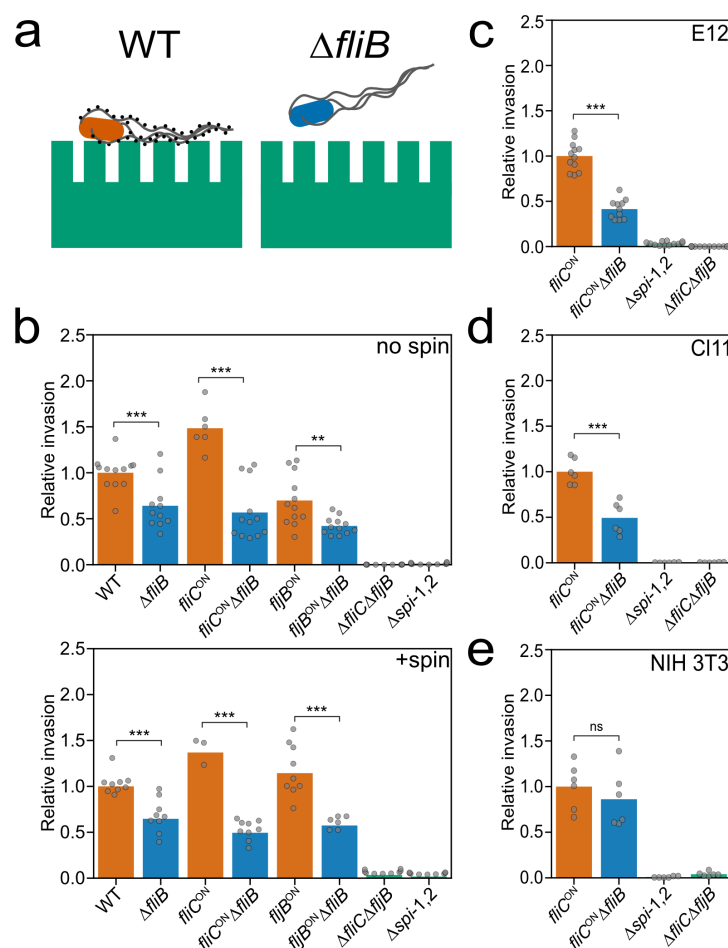 a
WT
ΔfliB
b
2.5
2.0
1.5
1.0
0.5
0.0
Relative invasion
no spin
***
***
**
WT
ΔfliB
fliCᴼᴺ
fliCᴼᴺΔfliB
fljBᴼᴺ
fljBᴼᴺΔfliB
ΔfliCΔfljB
Δspi-1,2
2.5
2.0
1.5
1.0
0.5
0.0
Relative invasion
+spin
***
***
***
WT
ΔfliB
fliCᴼᴺ
fliCᴼᴺΔfliB
fljBᴼᴺ
fljBᴼᴺΔfliB
ΔfliCΔfljB
Δspi-1,2
c
2.5
2.0
1.5
1.0
0.5
0.0
Relative invasion
E12
***
fliCᴼᴺ
fliCᴼᴺΔfliB
Δspi-1,2
ΔfliCΔfljB
d
2.5
2.0
1.5
1.0
0.5
0.0
Relative invasion
CI11
***
fliCᴼᴺ
fliCᴼᴺΔfliB
Δspi-1,2
ΔfliCΔfljB
e
2.5
2.0
1.5
1.0
0.5
0.0
Relative invasion
NIH 3T3
ns
fliCᴼᴺ
fliCᴼᴺΔfliB
Δspi-1,2
ΔfliCΔfljB